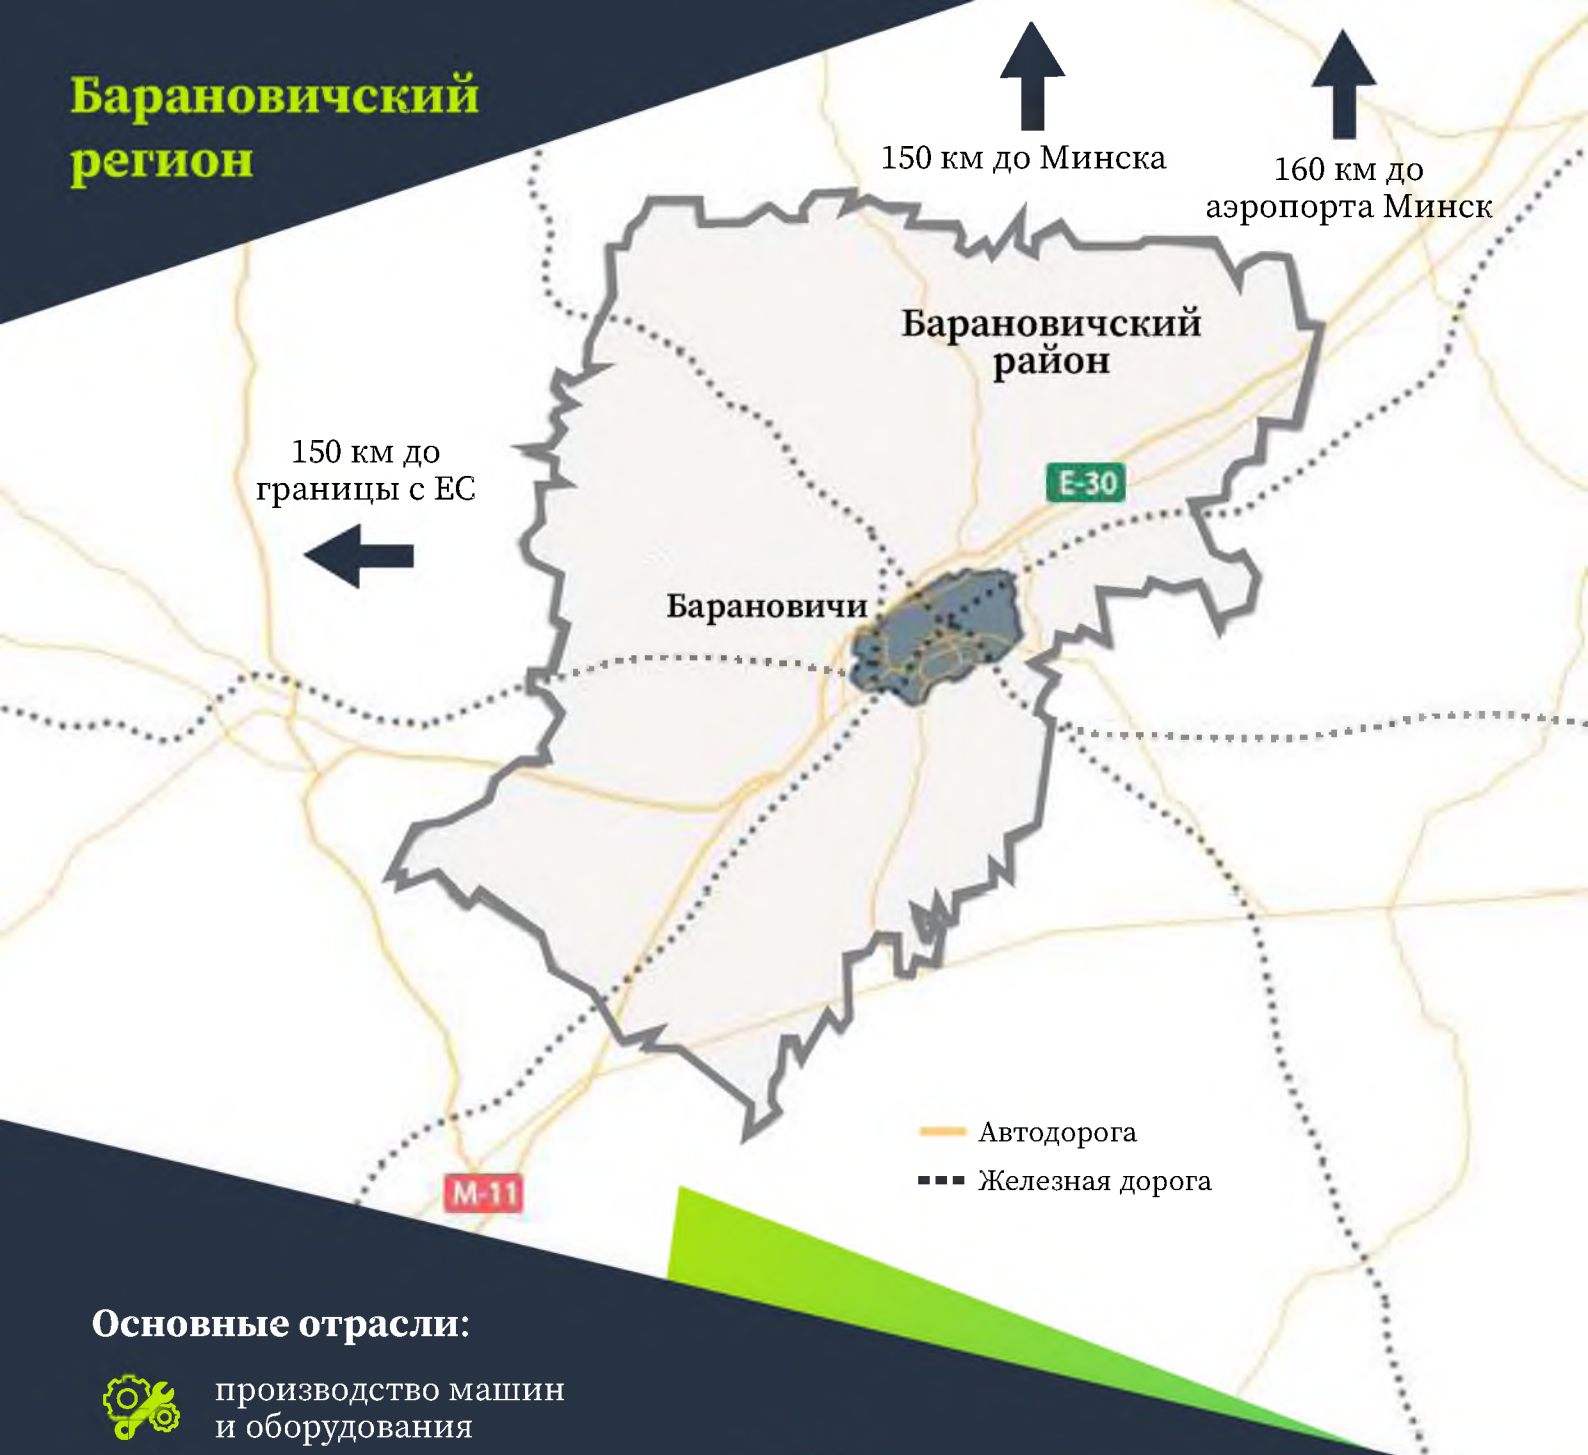 Барановичский
регион
150 км до Минска
160 км до
аэропорта Минск
Барановичский
район
150 км до
границы с ЕС
E-30
Барановичи
Автодорога
Железная дорога
M-11
Основные отрасли:
производство машин
и оборудования